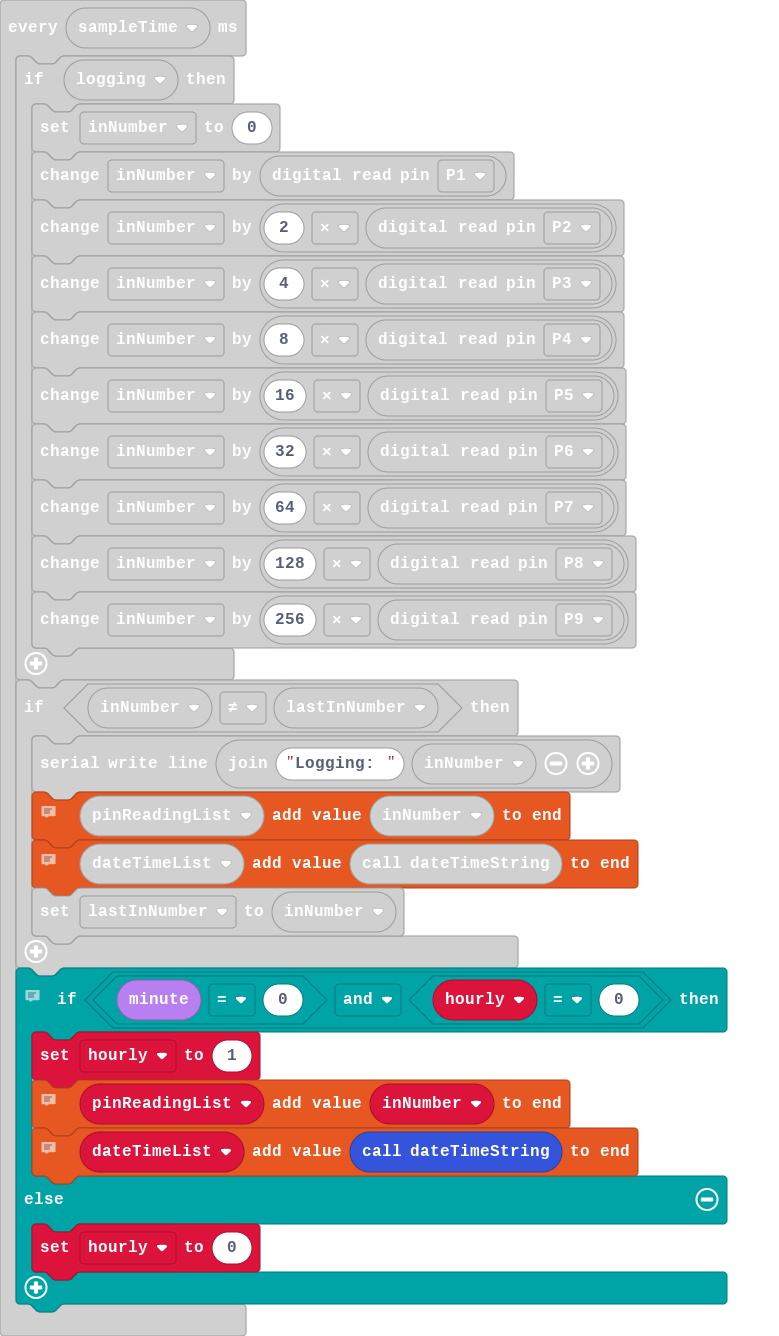 every sampleTime ms
if logging then
set inNumber to 0
change inNumber by digital read pin P1
change inNumber by 2 × digital read pin P2
change inNumber by 4 × digital read pin P3
change inNumber by 8 × digital read pin P4
change inNumber by 16 × digital read pin P5
change inNumber by 32 × digital read pin P6
change inNumber by 64 × digital read pin P7
change inNumber by 128 × digital read pin P8
change inNumber by 256 × digital read pin P9
if inNumber ≠ lastInNumber then
serial write line join "Logging: " inNumber
pinReadingList add value inNumber to end
dateTimeList add value call dateTimeString to end
set lastInNumber to inNumber
if minute = 0 and hourly = 0 then
set hourly to 1
pinReadingList add value inNumber to end
dateTimeList add value call dateTimeString to end
else
set hourly to 0